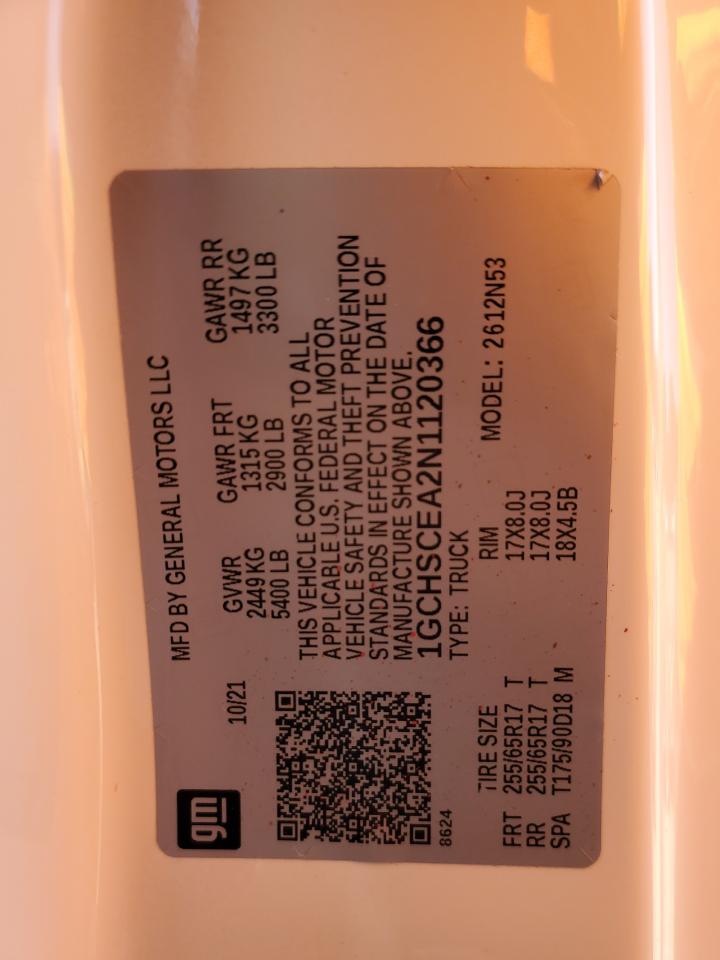 gm
MFD BY GENERAL MOTORS LLC
10/21
GVWR GAWR FRT GAWR RR
2449 KG 1315 KG 1497 KG
5400 LB 2900 LB 3300 LB
THIS VEHICLE CONFORMS TO ALL
APPLICABLE U.S. FEDERAL MOTOR
VEHICLE SAFETY AND THEFT PREVENTION
STANDARDS IN EFFECT ON THE DATE OF
MANUFACTURE SHOWN ABOVE.
1GCHSCEA2N1120366
8624
TYPE: TRUCK
MODEL: 2612N53
TIRE SIZE RIM
FRT 255/65R17 T 17X8.0J
RR 255/65R17 T 17X8.0J
SPA T175/90D18 M 18X4.5B